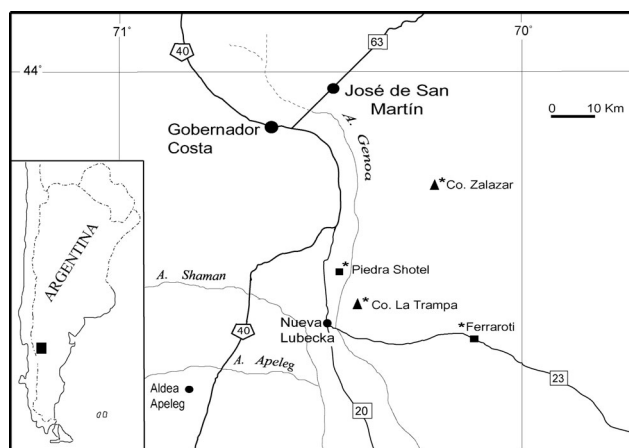 71°
70°
44°
40
63
José de San
Martín
Gobernador
Costa
A. Genoa
0 10 Km
*Co. Zalazar
ARGENTINA
A. Shaman
*Piedra Shotel
*Co. La Trampa
Nueva
Lubecka
*Ferraroti
40
A. Apeleg
Aldea
Apeleg
20
23